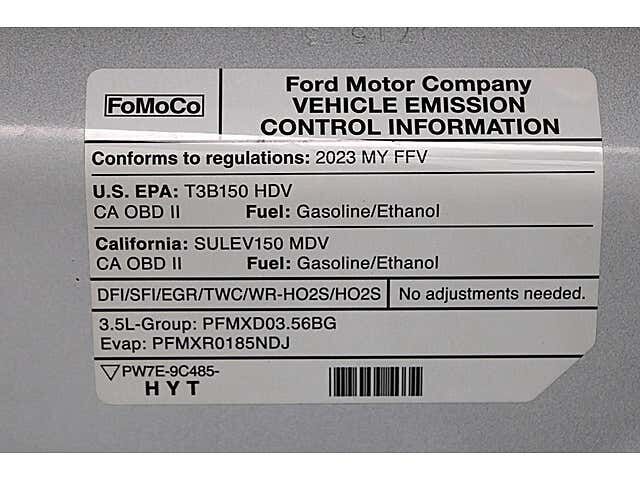 FoMoCo
Ford Motor Company
VEHICLE EMISSION
CONTROL INFORMATION
Conforms to regulations: 2023 MY FFV
U.S. EPA: T3B150 HDV
CA OBD II Fuel: Gasoline/Ethanol
California: SULEV150 MDV
CA OBD II Fuel: Gasoline/Ethanol
DFI/SFI/EGR/TWC/WR-HO2S/HO2S No adjustments needed.
3.5L-Group: PFMXD03.56BG
Evap: PFMXR0185NDJ
PW7E-9C485-
HYT